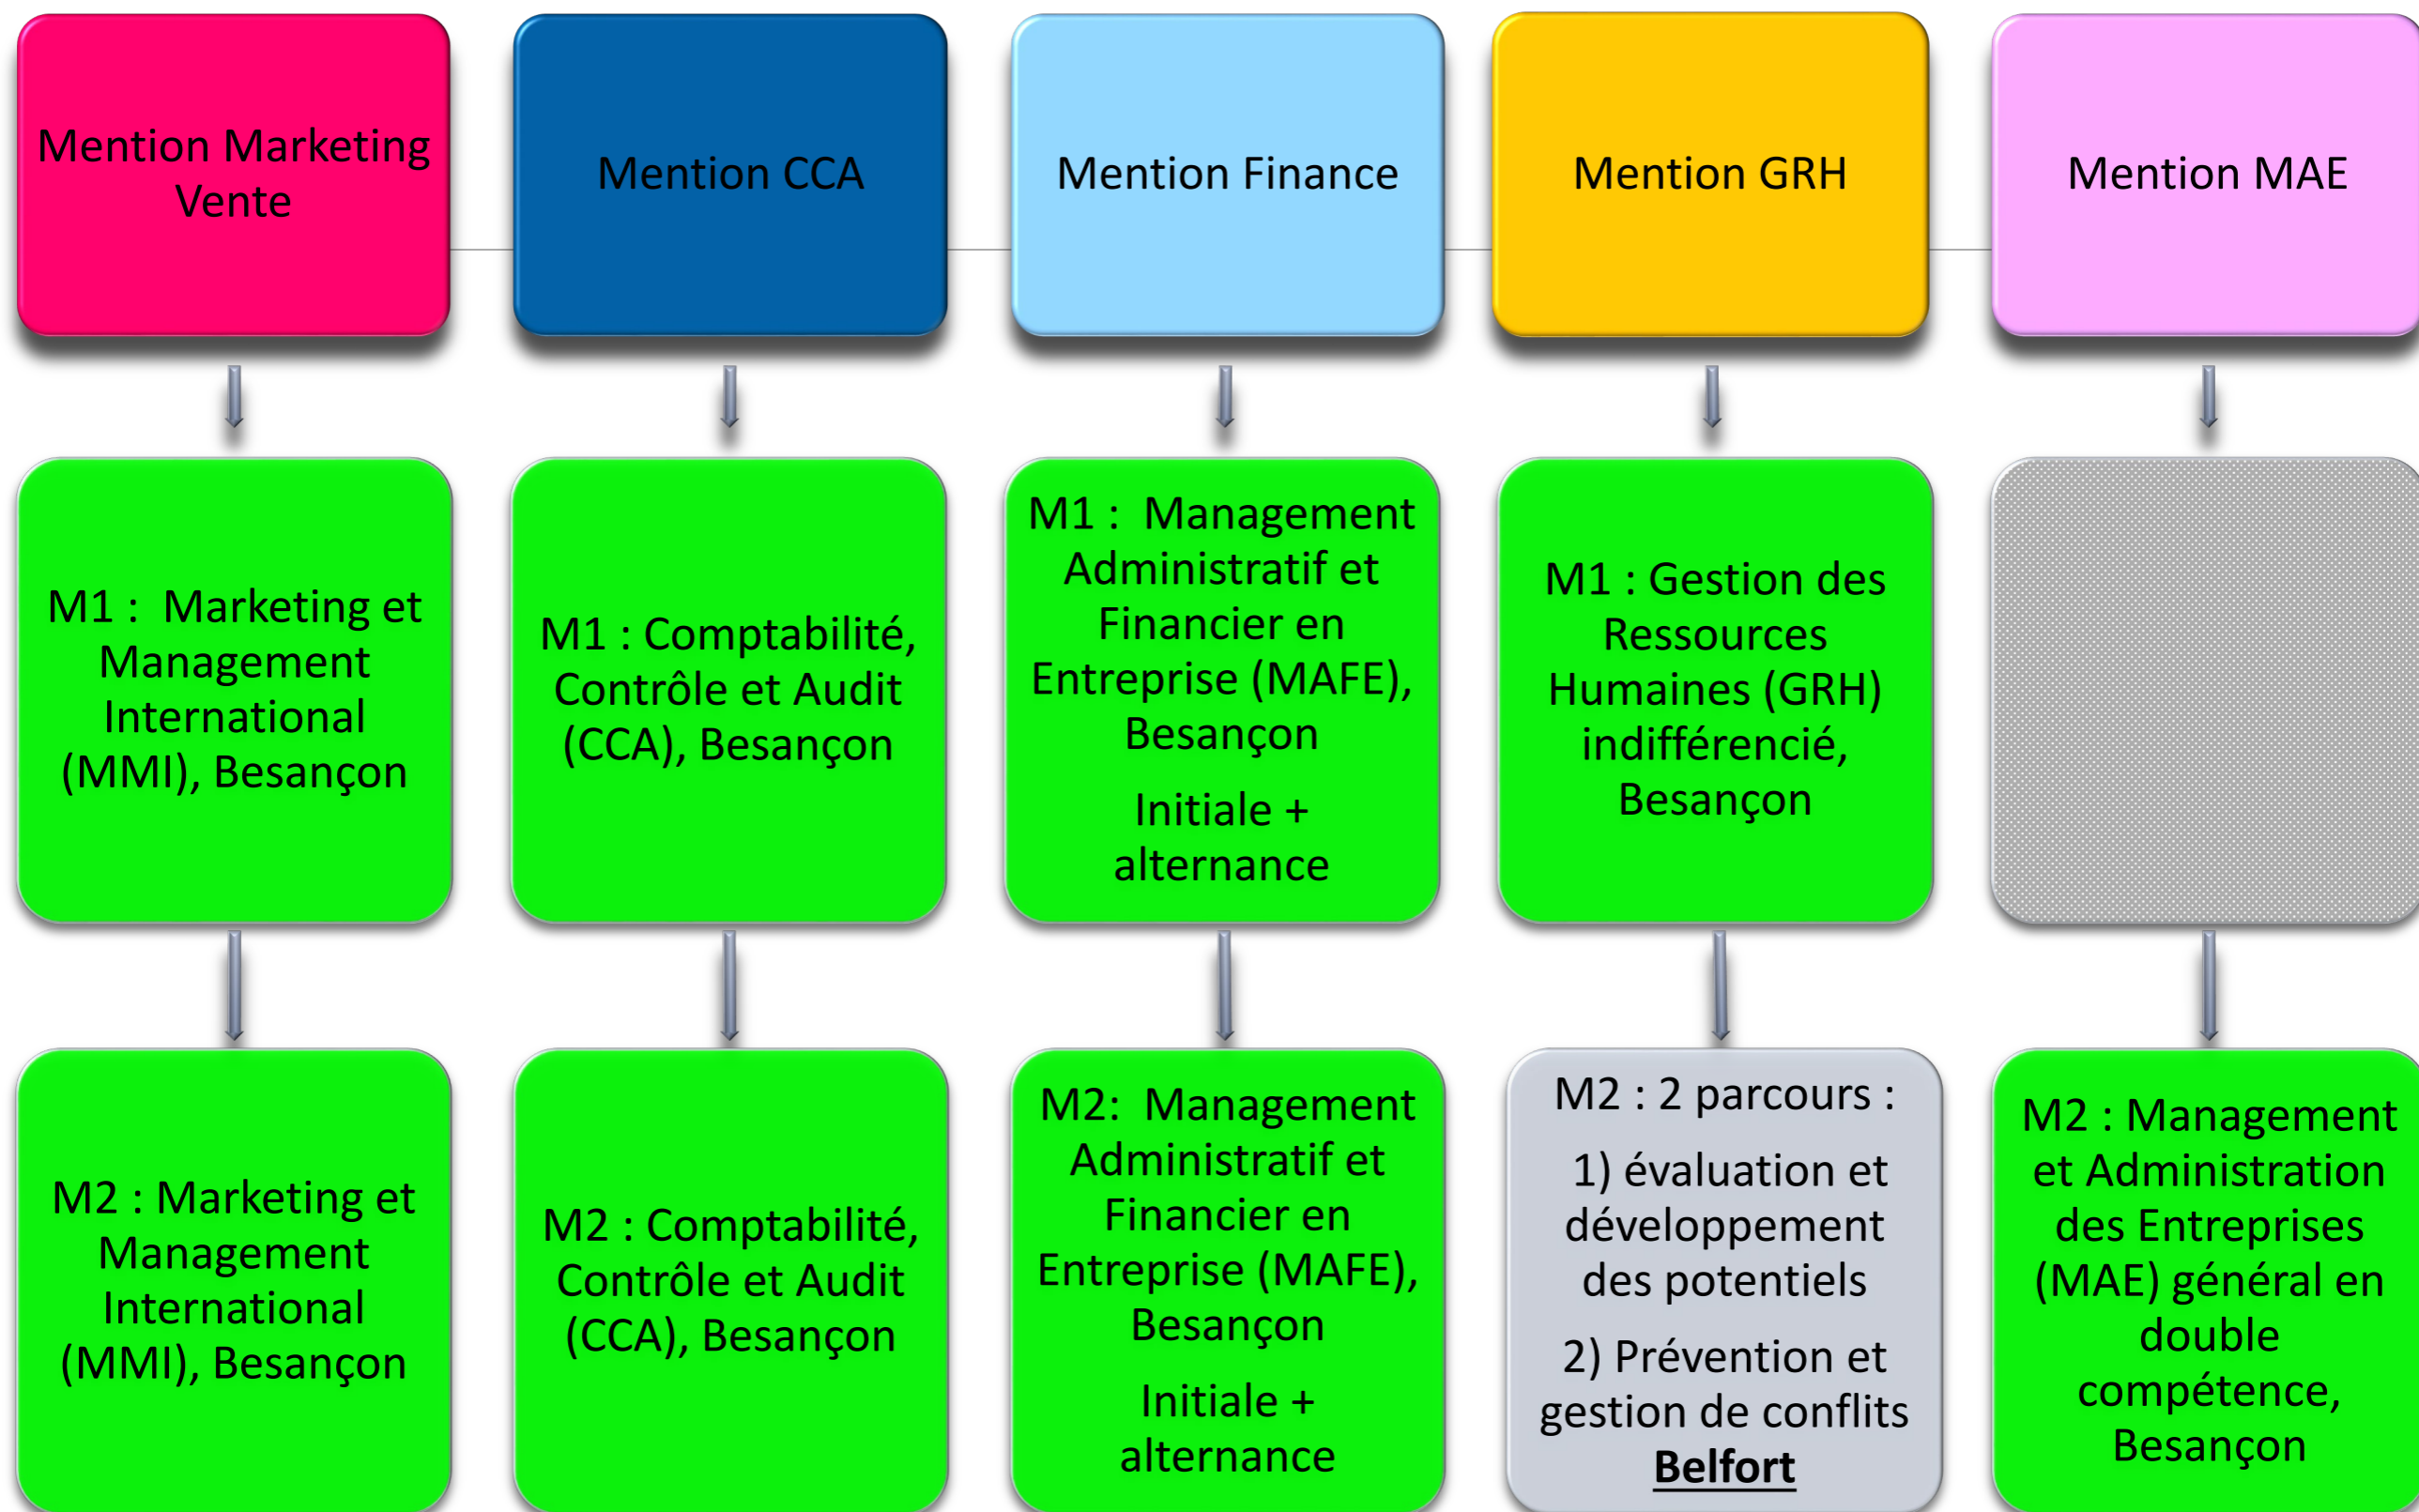 Mention Marketing
Vente
Mention CCA
Mention Finance
Mention GRH
Mention MAE
M1 :  Marketing et
Management
International
(MMI), Besançon
M1 : Comptabilité,
Contrôle et Audit
(CCA), Besançon
M1 :  Management
Administratif et
Financier en
Entreprise (MAFE),
Besançon
Initiale +
alternance
M1 : Gestion des
Ressources
Humaines (GRH)
indifférencié,
Besançon
M2 : Marketing et
Management
International
(MMI), Besançon
M2 : Comptabilité,
Contrôle et Audit
(CCA), Besançon
M2:  Management
Administratif et
Financier en
Entreprise (MAFE),
Besançon
Initiale +
alternance
M2 : 2 parcours :
1) évaluation et
développement
des potentiels
2) Prévention et
gestion de conflits
Belfort
M2 : Management
et Administration
des Entreprises
(MAE) général en
double
compétence,
Besançon